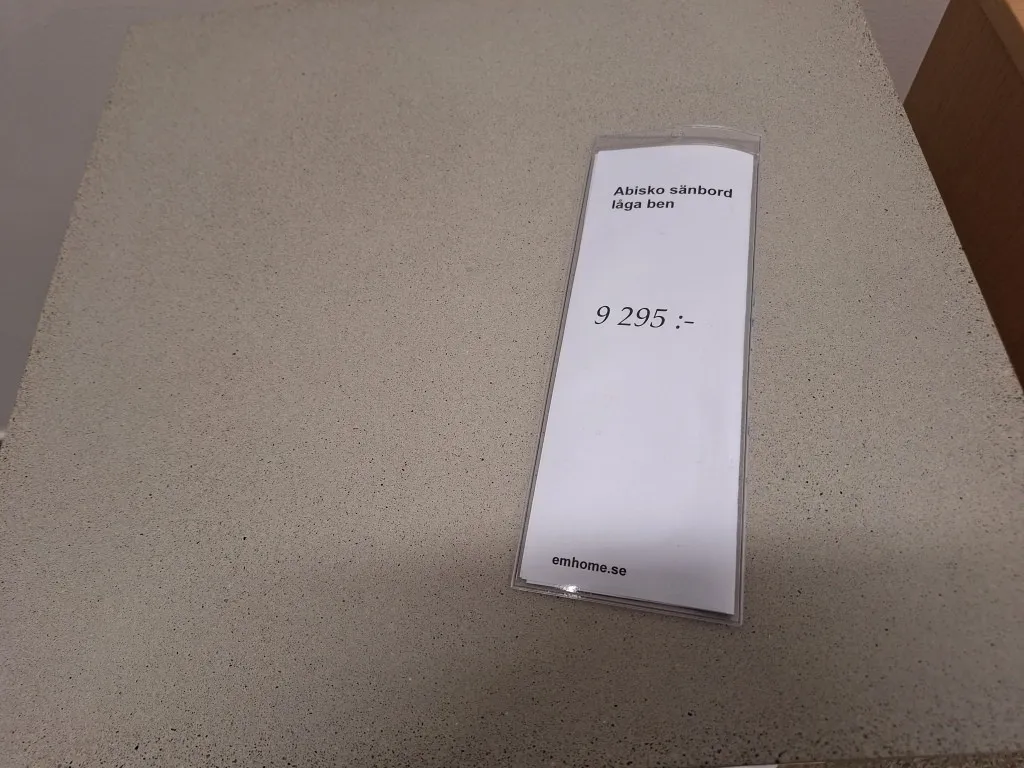 Abisko sänbord
låga ben
9 295 :-
emhome.se